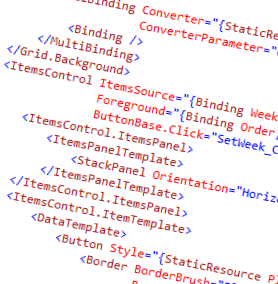 Binding Converter="{StaticRes
ConverterParameter="
<Binding />
</MultiBinding>
</Grid.Background>
<ItemsControl ItemsSource="{Binding Week
Foreground="{Binding Order,
ButtonBase.Click="SetWeek_C
<ItemsControl.ItemsPanel>
<ItemsPanelTemplate>
<StackPanel Orientation="Horiz
</ItemsPanelTemplate>
</ItemsControl.ItemsPanel>
<ItemsControl.ItemTemplate>
<DataTemplate>
<Button Style="{StaticResource P
<Border BorderBrush="